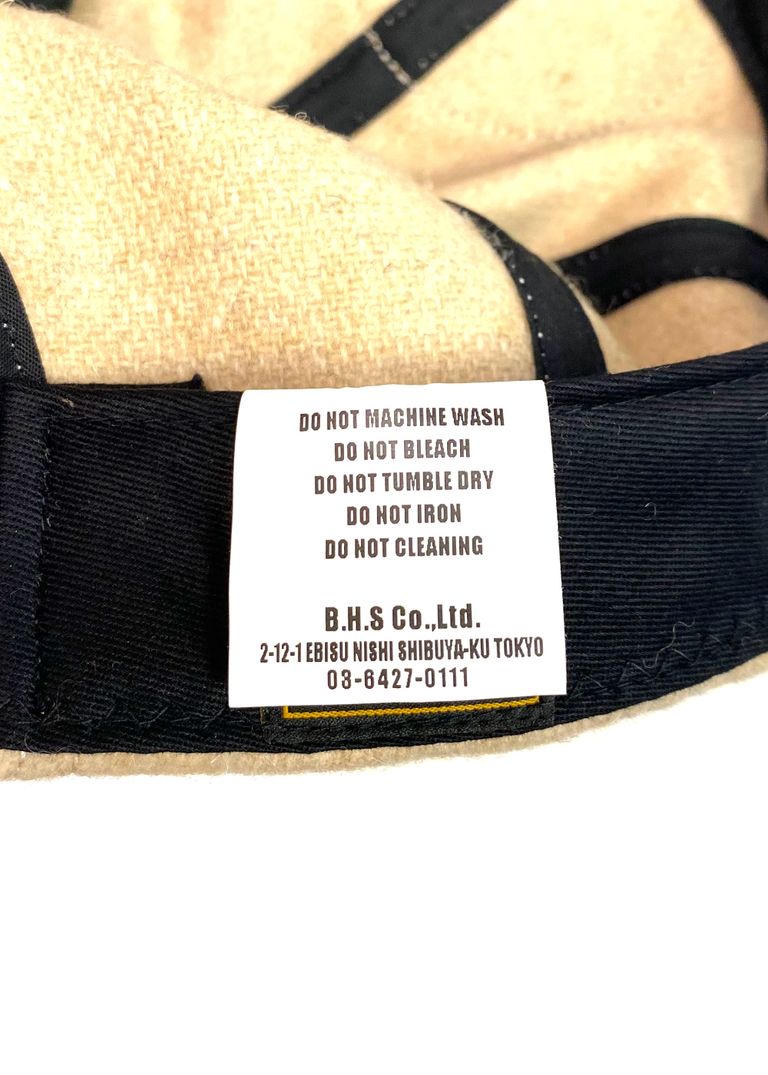 DO NOT MACHINE WASH
DO NOT BLEACH
DO NOT TUMBLE DRY
DO NOT IRON
DO NOT CLEANING
B.H.S Co.,Ltd.
2-12-1 EBISU NISHI SHIBUYA-KU TOKYO
03-6427-0111